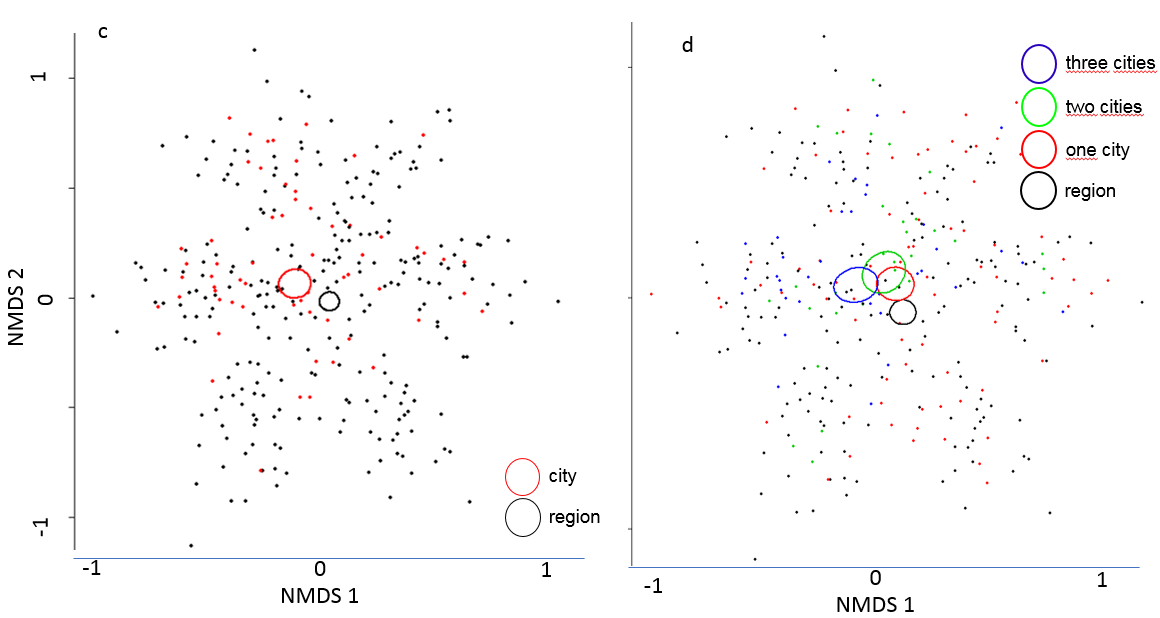 c
1
0
-1
NMDS 2
-1
0
1
NMDS 1
city
region
d
three cities
two cities
one city
region
-1
0
1
NMDS 1